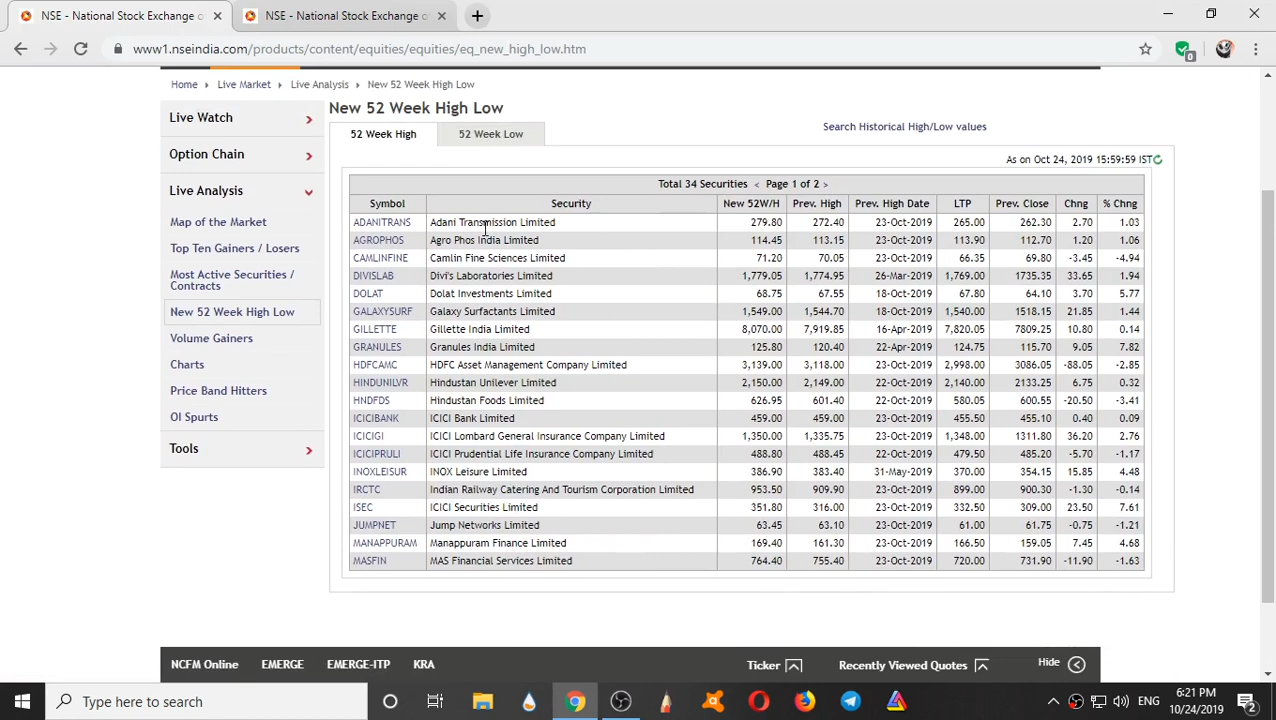 NSE - National Stock Exchange of × NSE - National Stock Exchange of × +
www1.nseindia.com/products/content/equities/equities/eq_new_high_low.htm
0
Home › Live Market › Live Analysis › New 52 Week High Low
New 52 Week High Low
Live Watch
Option Chain
Live Analysis
Map of the Market
Top Ten Gainers / Losers
Most Active Securities /
Contracts
New 52 Week High Low
Volume Gainers
Charts
Price Band Hitters
OI Spurts
Tools
52 Week High 52 Week Low
Search Historical High/Low values
As on Oct 24, 2019 15:59:59 IST
Total 34 Securities < Page 1 of 2 >
Symbol Security New 52W/H Prev. High Prev. High Date LTP Prev. Close Chng % Chng
ADANITRANS Adani Transmission Limited 279.80 272.40 23-Oct-2019 265.00 262.30 2.70 1.03
AGROPHOS Agro Phos India Limited 114.45 113.15 23-Oct-2019 113.90 112.70 1.20 1.06
CAMLINFINE Camlin Fine Sciences Limited 71.20 70.05 23-Oct-2019 66.35 69.80 -3.45 -4.94
DIVISLAB Divi's Laboratories Limited 1,779.05 1,774.95 26-Mar-2019 1,769.00 1735.35 33.65 1.94
DOLAT Dolat Investments Limited 68.75 67.55 18-Oct-2019 67.80 64.10 3.70 5.77
GALAXYSURF Galaxy Surfactants Limited 1,549.00 1,544.70 18-Oct-2019 1,540.00 1518.15 21.85 1.44
GILLETTE Gillette India Limited 8,070.00 7,919.85 16-Apr-2019 7,820.05 7809.25 10.80 0.14
GRANULES Granules India Limited 125.80 120.40 22-Apr-2019 124.75 115.70 9.05 7.82
HDFCAMC HDFC Asset Management Company Limited 3,139.00 3,118.00 23-Oct-2019 2,998.00 3086.05 -88.05 -2.85
HINDUNILVR Hindustan Unilever Limited 2,150.00 2,149.00 22-Oct-2019 2,140.00 2133.25 6.75 0.32
HNDFDS Hindustan Foods Limited 626.95 601.40 22-Oct-2019 580.05 600.55 -20.50 -3.41
ICICIBANK ICICI Bank Limited 459.00 459.00 23-Oct-2019 455.50 455.10 0.40 0.09
ICICIGI ICICI Lombard General Insurance Company Limited 1,350.00 1,335.75 23-Oct-2019 1,348.00 1311.80 36.20 2.76
ICICIPRULI ICICI Prudential Life Insurance Company Limited 488.80 488.45 22-Oct-2019 479.50 485.20 -5.70 -1.17
INOXLEISUR INOX Leisure Limited 386.90 383.40 31-May-2019 370.00 354.15 15.85 4.48
IRCTC Indian Railway Catering And Tourism Corporation Limited 953.50 909.90 23-Oct-2019 899.00 900.30 -1.30 -0.14
ISEC ICICI Securities Limited 351.80 316.00 23-Oct-2019 332.50 309.00 23.50 7.61
JUMPNET Jump Networks Limited 63.45 63.10 23-Oct-2019 61.00 61.75 -0.75 -1.21
MANAPPURAM Manappuram Finance Limited 169.40 161.30 23-Oct-2019 166.50 159.05 7.45 4.68
MASFIN MAS Financial Services Limited 764.40 755.40 23-Oct-2019 720.00 731.90 -11.90 -1.63
NCFM Online EMERGE EMERGE-ITP KRA Ticker Recently Viewed Quotes Hide
Type here to search
ENG
6:21 PM
10/24/2019
2